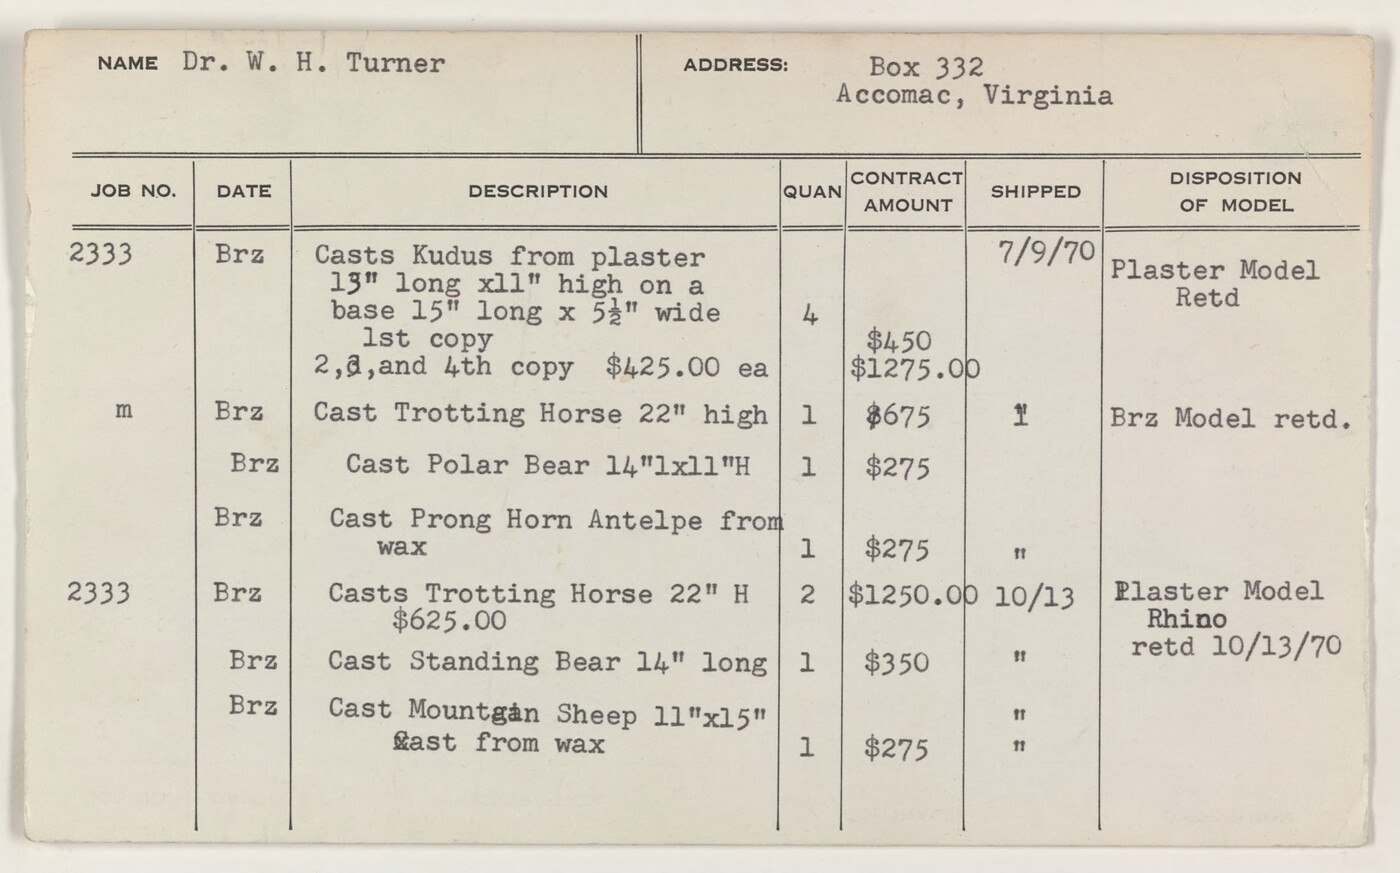 NAME Dr. W. H. Turner
ADDRESS: Box 332
Accomac, Virginia
JOB NO. DATE DESCRIPTION QUAN CONTRACT AMOUNT SHIPPED DISPOSITION OF MODEL
2333 Brz Casts Kudus from plaster 7/9/70 Plaster Model
13" long x11" high on a Retd
base 15" long x 5½" wide 4
1st copy $450
2,3,and 4th copy $425.00 ea $1275.00
m Brz Cast Trotting Horse 22" high 1 $675 " Brz Model retd.
Brz Cast Polar Bear 14"lx11"H 1 $275
Brz Cast Prong Horn Antelpe from
wax 1 $275 "
2333 Brz Casts Trotting Horse 22" H 2 $1250.00 10/13 Plaster Model
$625.00 Rhino
retd 10/13/70
Brz Cast Standing Bear 14" long 1 $350 "
Brz Cast Mountain Sheep 11"x15" "
Cast from wax 1 $275 "